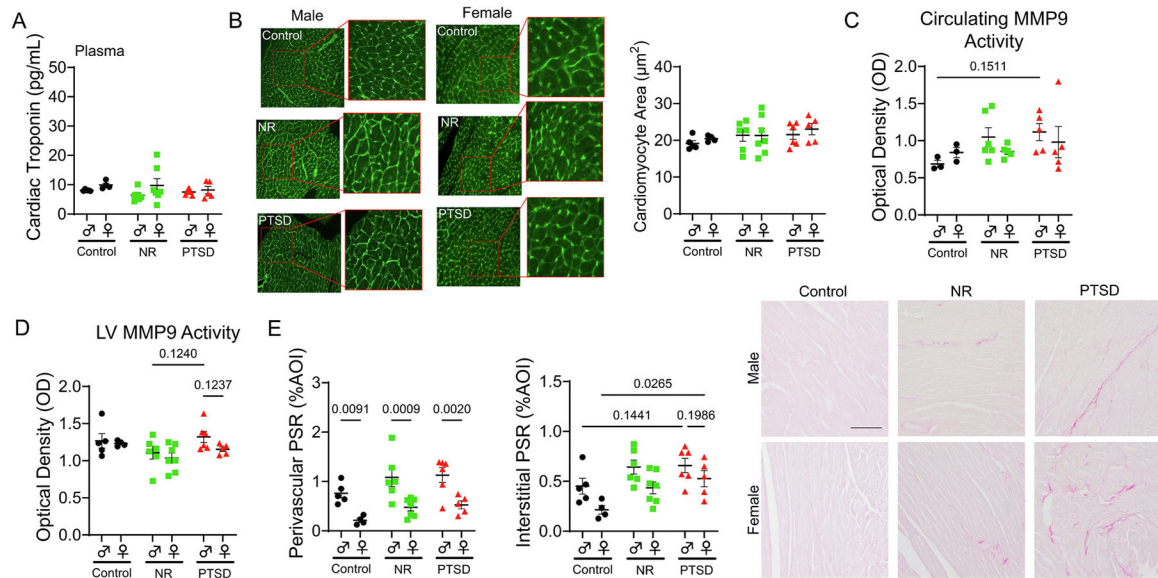 A
Plasma
Cardiac Troponin (pg/mL)
50
40
30
20
10
0
♂ ♀ ♂ ♀ ♂ ♀
Control NR PTSD
B
Male Female
Control
NR
PTSD
Control
NR
PTSD
Cardiomyocyte Area (µm²)
40
30
20
10
0
♂ ♀ ♂ ♀ ♂ ♀
Control NR PTSD
C
Circulating MMP9
Activity
Optical Density (OD)
2.0
1.5
1.0
0.5
0.0
0.1511
♂ ♀ ♂ ♀ ♂ ♀
Control NR PTSD
D
LV MMP9 Activity
Optical Density (OD)
2.0
1.5
1.0
0.5
0.0
0.1240
0.1237
♂ ♀ ♂ ♀ ♂ ♀
Control NR PTSD
E
Perivascular PSR (%AOI)
3
2
1
0
0.0091 0.0009 0.0020
♂ ♀ ♂ ♀ ♂ ♀
Control NR PTSD
Interstitial PSR (%AOI)
1.5
1.0
0.5
0.0
0.0265
0.1441 0.1986
♂ ♀ ♂ ♀ ♂ ♀
Control NR PTSD
Control NR PTSD
Male
Female